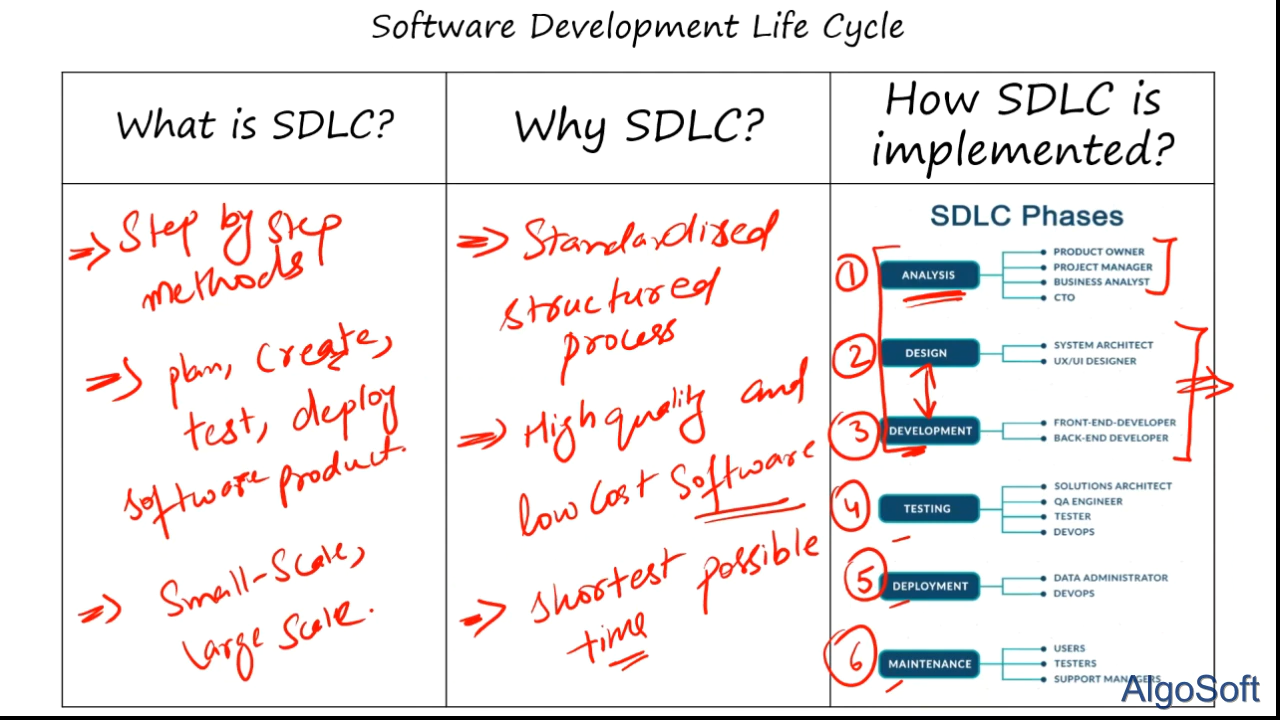 Software Development Life Cycle
What is SDLC?
Why SDLC?
How SDLC is
implemented?
⇒ Step by step
methods
⇒ plan, create,
test, deploy
software product.
⇒ Small-Scale,
Large Scale.
⇒ Standardised
structured
process
⇒ High quality and
low cost software
⇒ shortest possible
time
SDLC Phases
1 ANALYSIS
PRODUCT OWNER
PROJECT MANAGER
BUSINESS ANALYST
CTO
2 DESIGN
SYSTEM ARCHITECT
UX/UI DESIGNER
3 DEVELOPMENT
FRONT-END-DEVELOPER
BACK-END DEVELOPER
4 TESTING
SOLUTIONS ARCHITECT
QA ENGINEER
TESTER
DEVOPS
5 DEPLOYMENT
DATA ADMINISTRATOR
DEVOPS
6 MAINTENANCE
USERS
TESTERS
SUPPORT MANAGERS
AlgoSoft